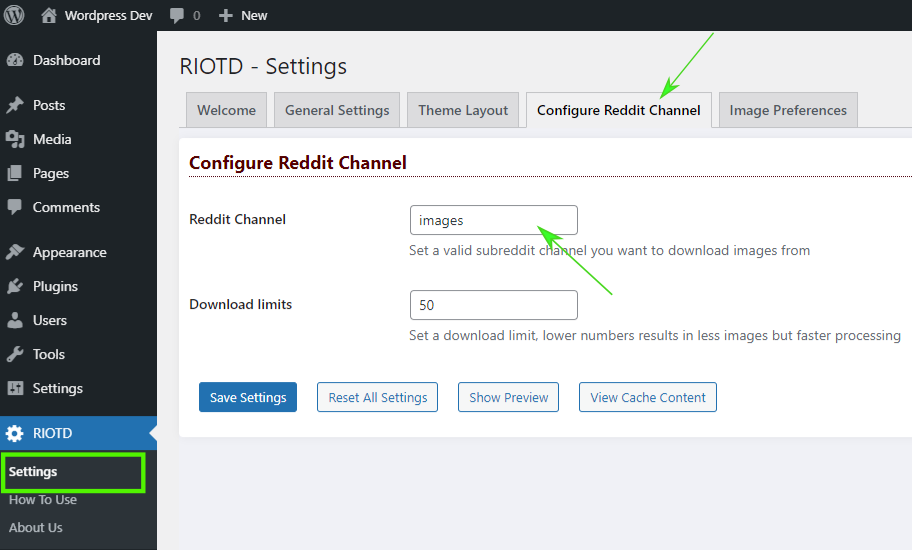 Wordpress Dev 0 New
Dashboard
Posts
Media
Pages
Comments
Appearance
Plugins
Users
Tools
Settings
RIOTD
Settings
How To Use
About Us
RIOTD - Settings
Welcome General Settings Theme Layout Configure Reddit Channel Image Preferences
Configure Reddit Channel
Reddit Channel images
Set a valid subreddit channel you want to download images from
Download limits 50
Set a download limit, lower numbers results in less images but faster processing
Save Settings Reset All Settings Show Preview View Cache Content